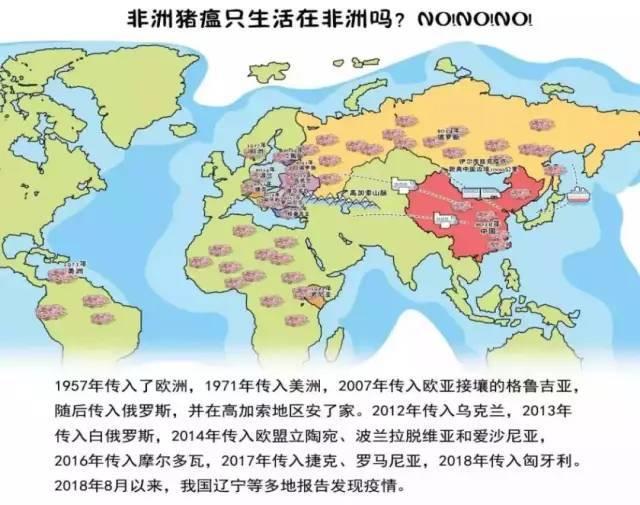 非洲猪瘟只生活在非洲吗？NO!NO!NO!
高加索山脉
中国
1971年
美洲
1957年传入了欧洲，1971年传入美洲，2007年传入欧亚接壤的格鲁吉亚，
随后传入俄罗斯，并在高加索地区安了家。2012年传入乌克兰，2013年
传入白俄罗斯，2014年传入欧盟立陶宛、波兰拉脱维亚和爱沙尼亚，
2016年传入摩尔多瓦，2017年传入捷克、罗马尼亚，2018年传入匈牙利。
2018年8月以来，我国辽宁等多地报告发现疫情。